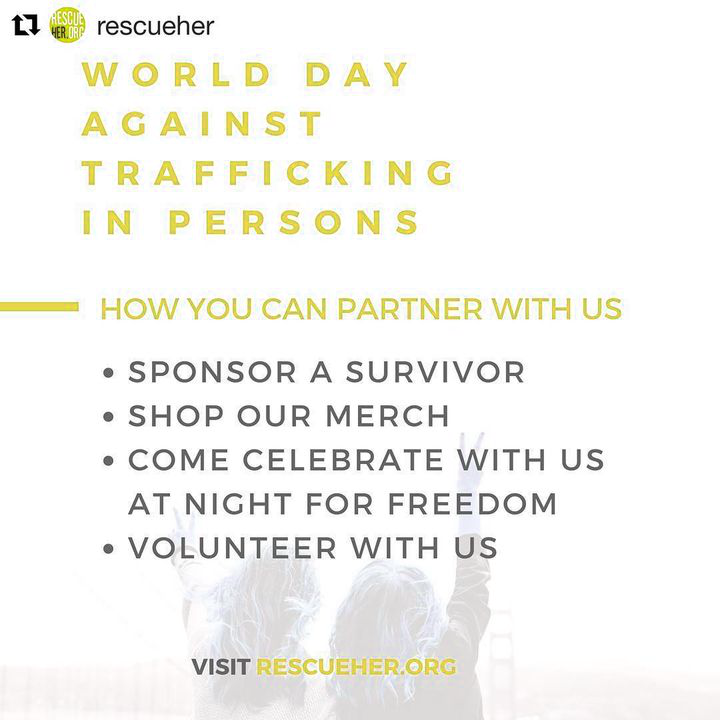 RESCUE
HER.ORG
rescueher
WORLD DAY
AGAINST
TRAFFICKING
IN PERSONS
HOW YOU CAN PARTNER WITH US
• SPONSOR A SURVIVOR
• SHOP OUR MERCH
• COME CELEBRATE WITH US
AT NIGHT FOR FREEDOM
• VOLUNTEER WITH US
VISIT RESCUEHER.ORG